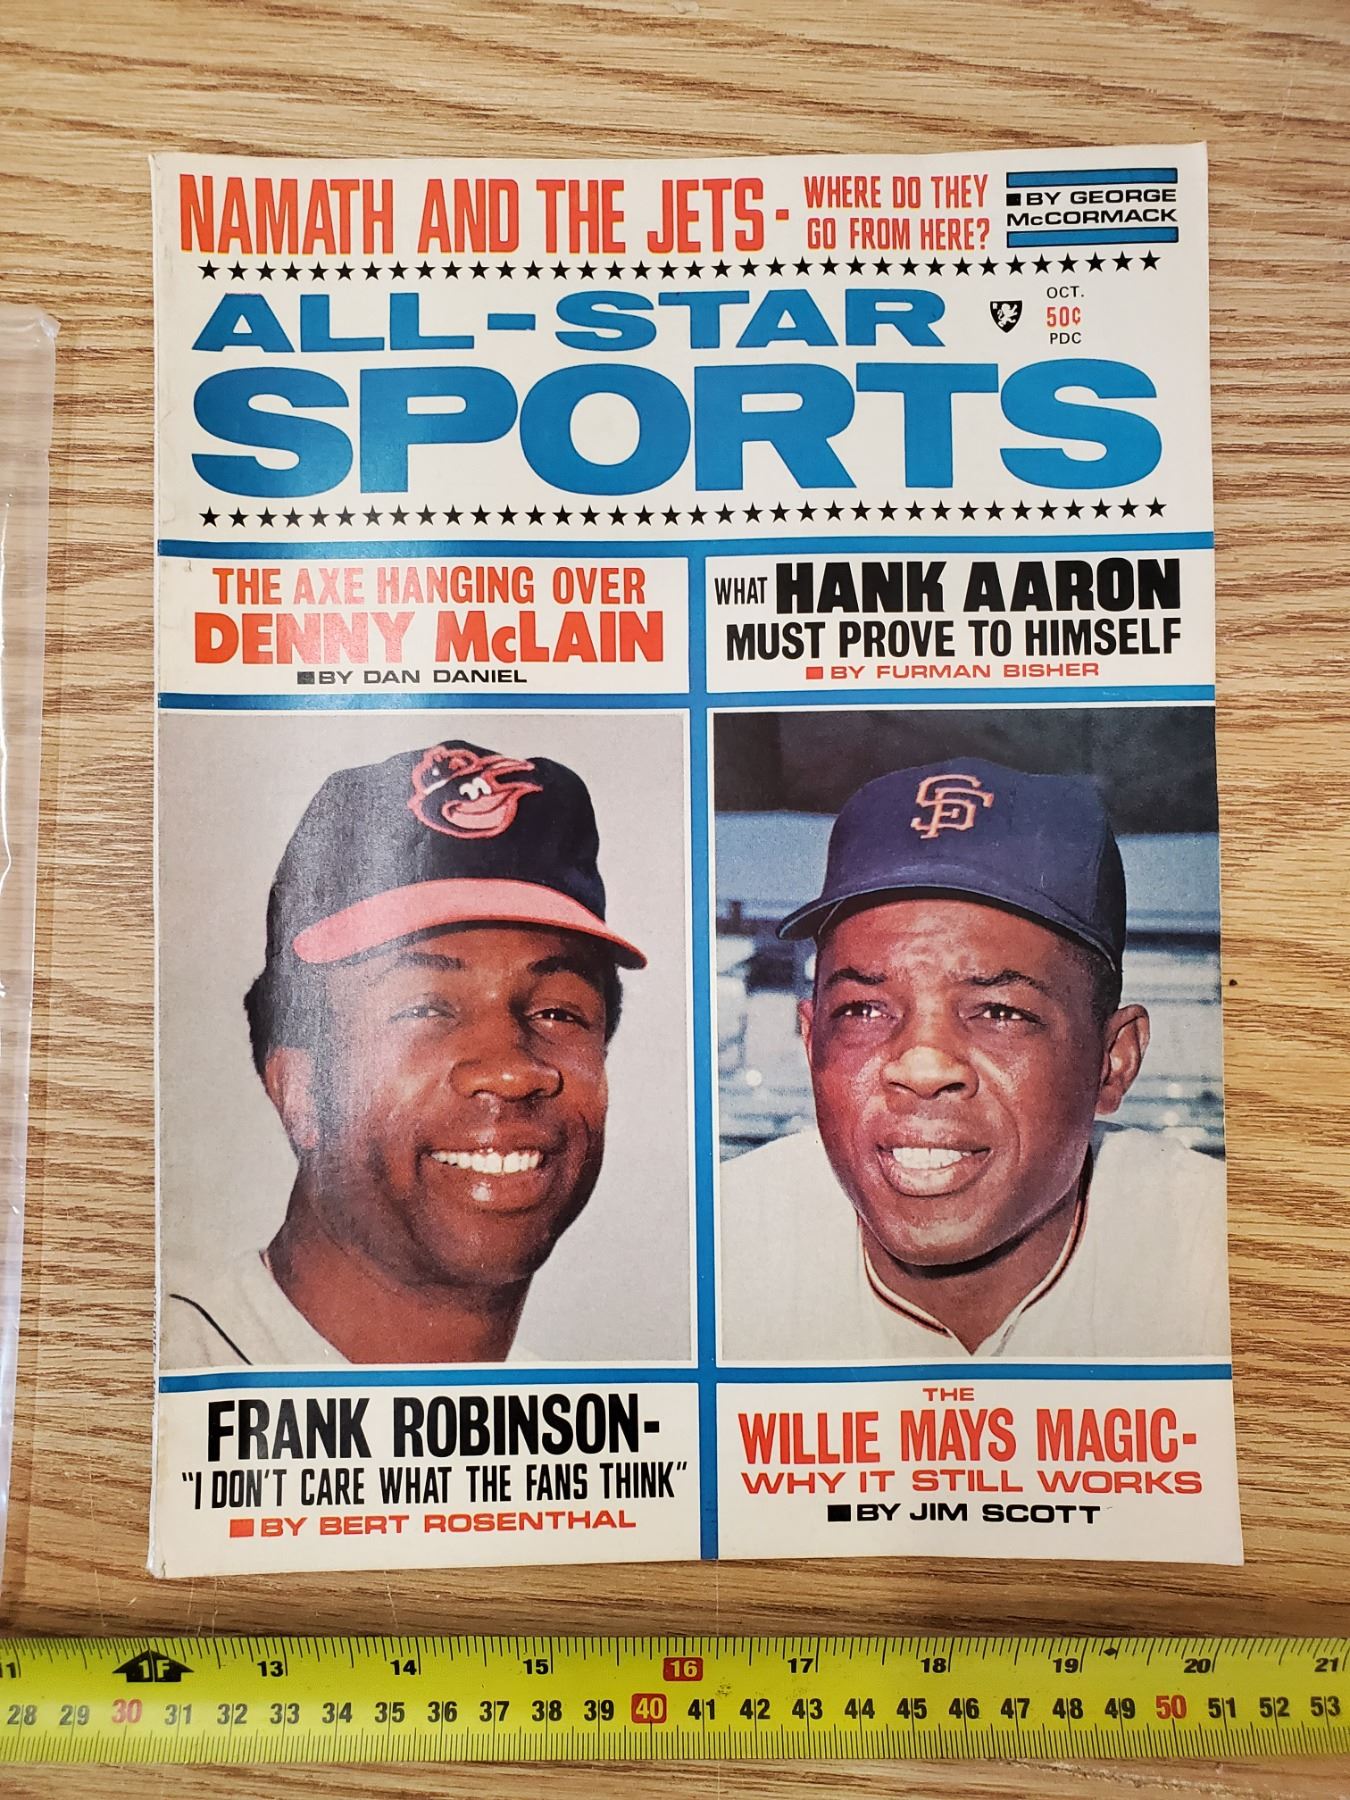 NAMATH AND THE JETS- WHERE DO THEY
GO FROM HERE?
BY GEORGE
McCORMACK
ALL-STAR
SPORTS
OCT.
50¢
PDC
THE AXE HANGING OVER
DENNY McLAIN
BY DAN DANIEL
WHAT HANK AARON
MUST PROVE TO HIMSELF
BY FURMAN BISHER
SF
FRANK ROBINSON-
"I DON'T CARE WHAT THE FANS THINK"
BY BERT ROSENTHAL
THE
WILLIE MAYS MAGIC-
WHY IT STILL WORKS
BY JIM SCOTT
11 1F 13 14 15 16 17 18 19 20 21
28 29 30 31 32 33 34 35 36 37 38 39 40 41 42 43 44 45 46 47 48 49 50 51 52 53